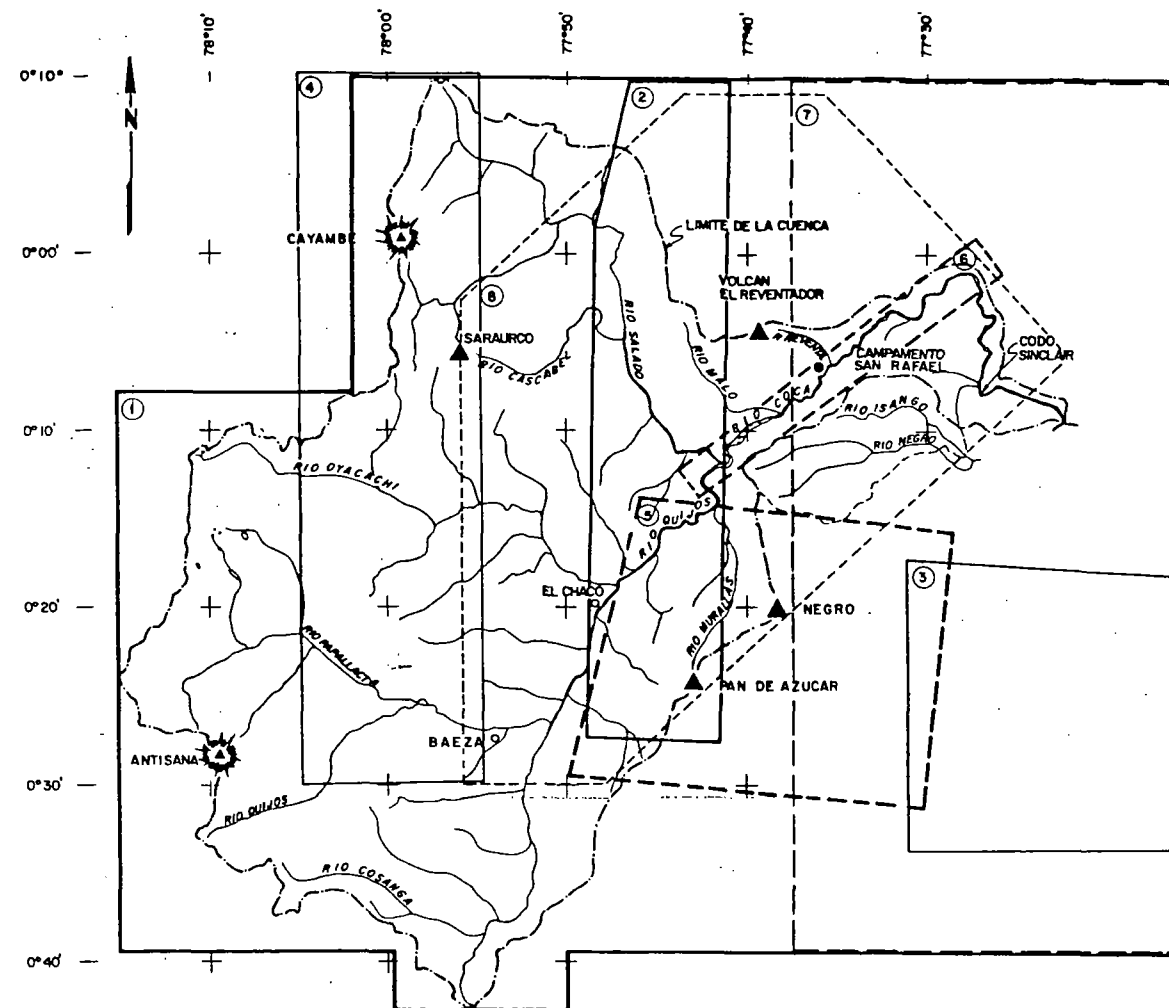 78°10'
78°00'
77°50'
77°40'
77°30'
0°10°
N
4
2
7
LIMITE DE LA CUENCA
CAYAMBE
0°00'
6
VOLCAN
EL REVENTADOR
8
RIO SALADO
SARAURCO
RIO CASCABEL
RIO MALO
CODO
SINCLAIR
CAMPAMENTO
SAN RAFAEL
1
RIO COCA
RIO ISANGO
0°10'
RIO NEGRO
RIO OYACACHI
5
RIO QUIJOS
3
EL CHACO
0°20'
NEGRO
RIO MURALLAS
RIO PAPALLACTA
PAN DE AZUCAR
BAEZA
ANTISANA
0°30'
RIO QUIJOS
RIO COSANGA
0°40'